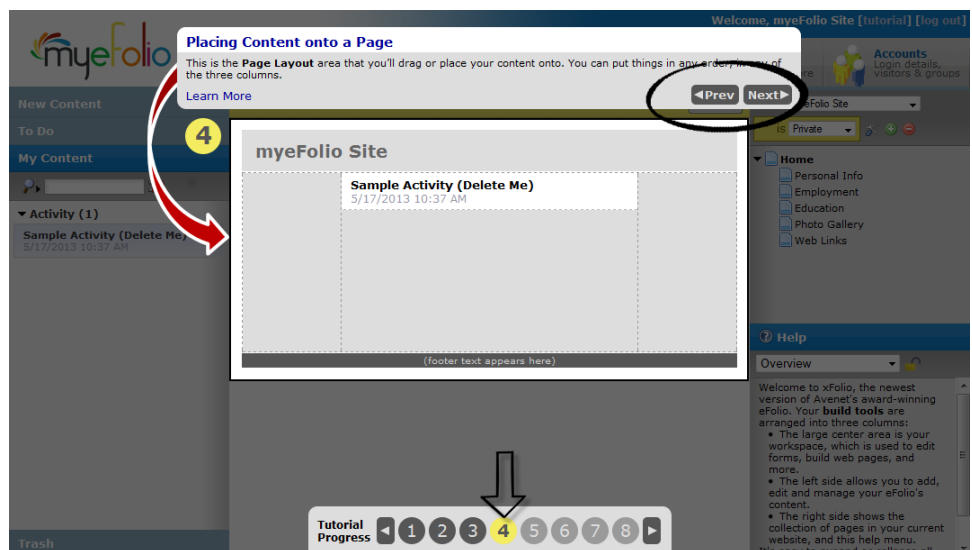 Welcome, myeFolio Site [tutorial] [log out]
myefolio
Placing Content onto a Page
This is the Page Layout area that you'll drag or place your content onto. You can put things in any order, in any of
the three columns.
Learn More
◄Prev Next►
Accounts
Login details,
visitors & groups
New Content
To Do
My Content
4
eFolio Site
is Private
Activity (1)
Sample Activity (Delete Me)
5/17/2013 10:37 AM
myeFolio Site
Sample Activity (Delete Me)
5/17/2013 10:37 AM
(footer text appears here)
Home
Personal Info
Employment
Education
Photo Gallery
Web Links
Help
Overview
Welcome to xFolio, the newest
version of Avenet's award-winning
eFolio. Your build tools are
arranged into three columns:
• The large center area is your
workspace, which is used to edit
forms, build web pages, and
more.
• The left side allows you to add,
edit and manage your eFolio's
content.
• The right side shows the
collection of pages in your current
website, and this help menu.
Tutorial
Progress
1 2 3 4 5 6 7 8
Trash